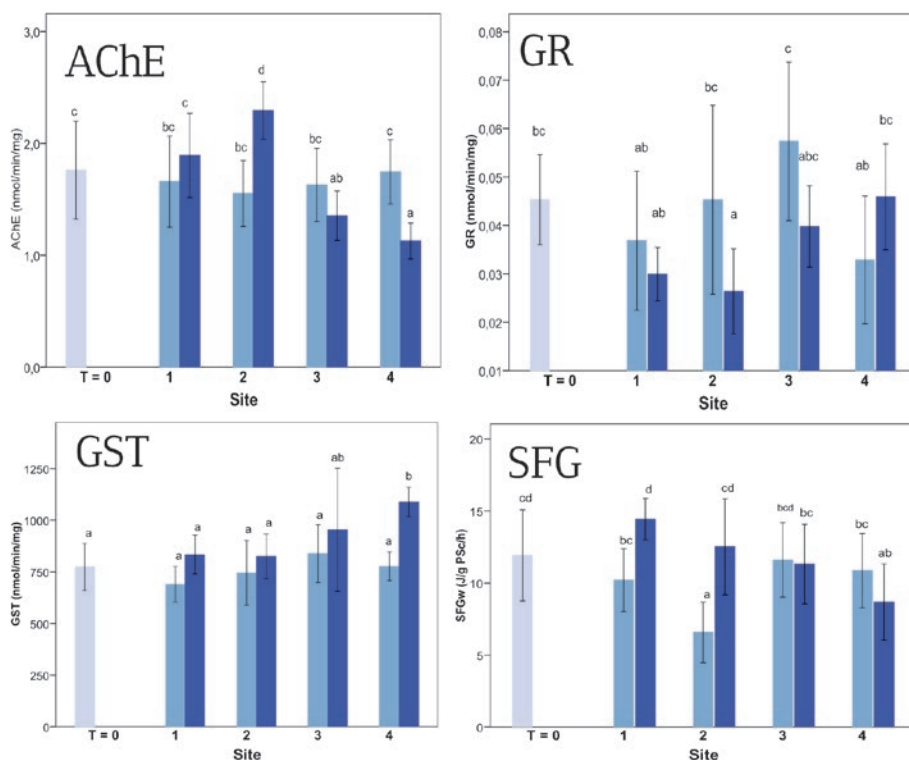 AChE
AChE (nmol/min/mg)
3,0
2,0
1,0
0,0
c
bc
c
bc
d
bc
ab
c
a
T = 0 1 2 3 4
Site
GR
GR (nmol/min/mg)
0,08
0,07
0,06
0,05
0,04
0,03
0,02
0,01
bc
ab
ab
bc
a
c
abc
ab
bc
T = 0 1 2 3 4
Site
GST
GST (nmol/min/mg)
1250
1000
750
500
250
0
a
a
a
a
a
a
ab
a
b
T = 0 1 2 3 4
Site
SFG
SFGw (J/g PSc/h)
20
15
10
5
0
cd
bc
d
a
cd
bcd
bc
bc
ab
T = 0 1 2 3 4
Site